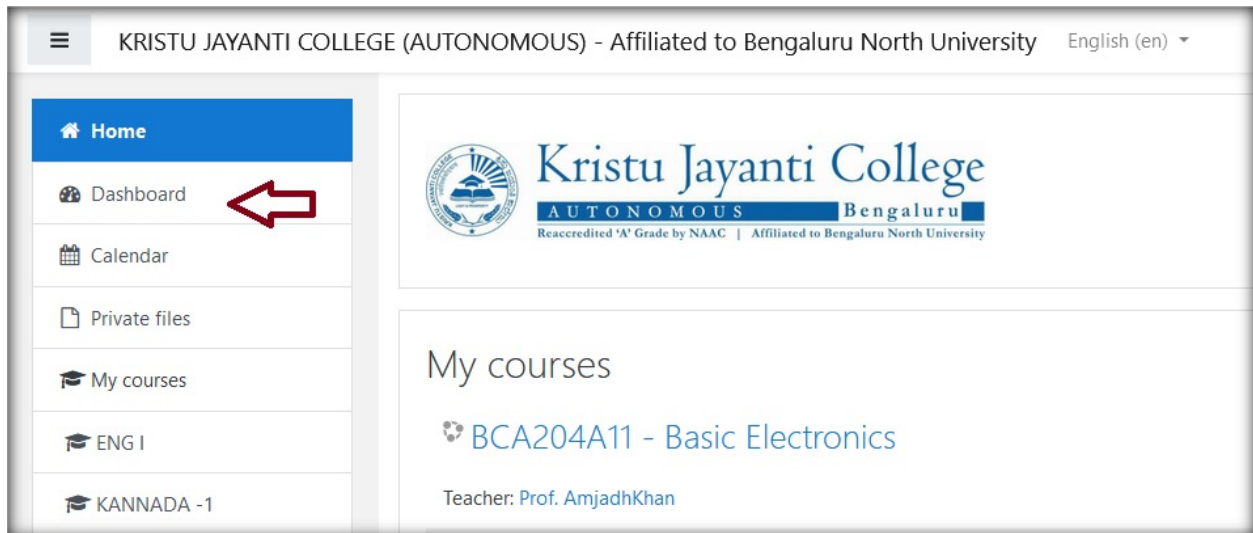 KRISTU JAYANTI COLLEGE (AUTONOMOUS) - Affiliated to Bengaluru North University English (en)
Home
Dashboard
Calendar
Private files
My courses
ENG I
KANNADA -1
Kristu Jayanti College
AUTONOMOUS Bengaluru
Reaccredited 'A' Grade by NAAC | Affiliated to Bengaluru North University
My courses
BCA204A11 - Basic Electronics
Teacher: Prof. AmjadhKhan